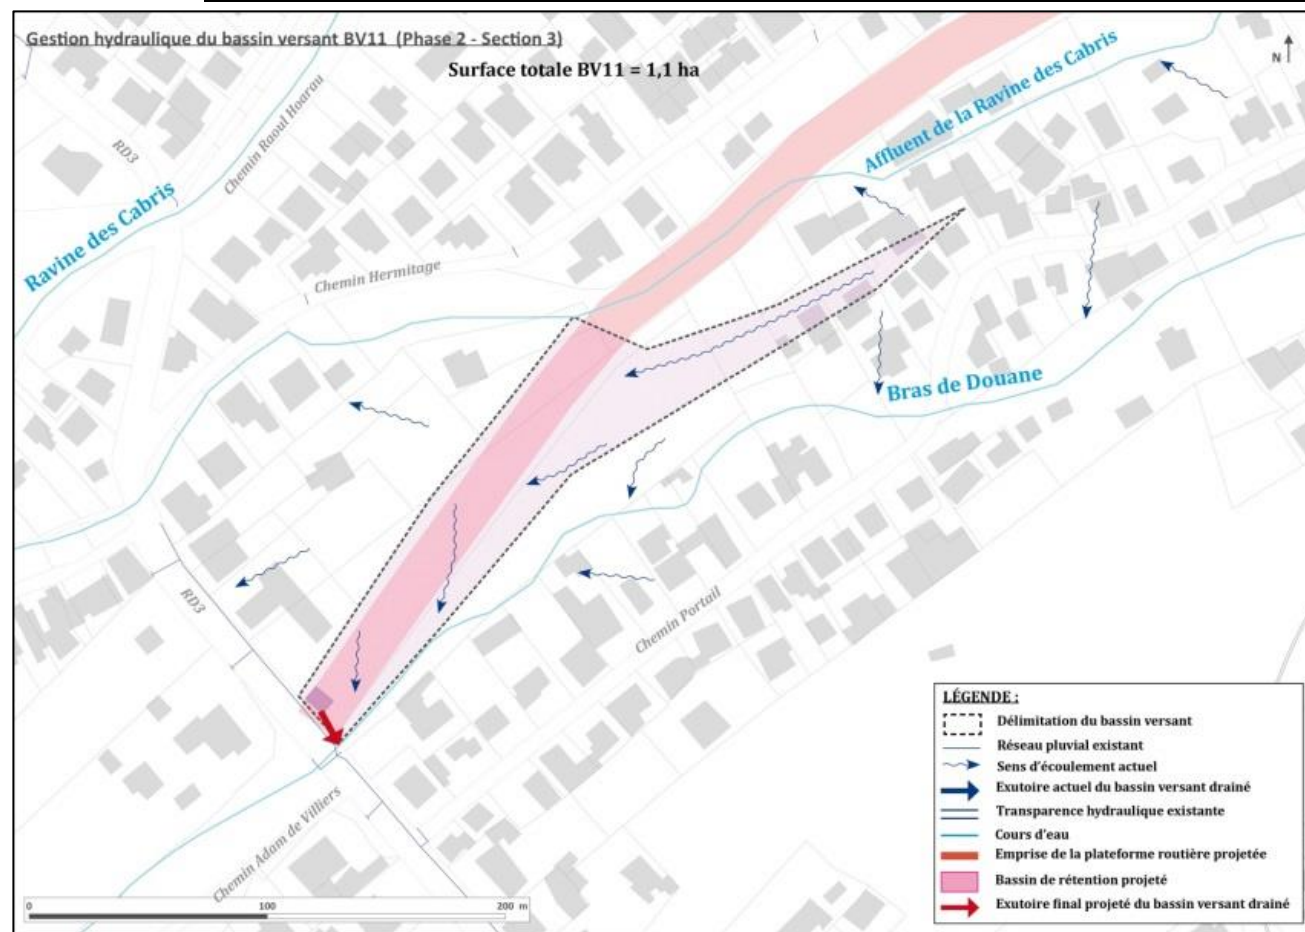 Gestion hydraulique du bassin versant BV11 (Phase 2 - Section 3)
Surface totale BV11 = 1,1 ha
N
RD3
Chemin Raoul Hoarau
Affluent de la Ravine des Cabris
Ravine des Cabris
Chemin Hermitage
Bras de Douane
RD3
Chemin Portail
Chemin Adam de Villiers
LÉGENDE :
Délimitation du bassin versant
Réseau pluvial existant
Sens d'écoulement actuel
Exutoire actuel du bassin versant drainé
Transparence hydraulique existante
Cours d'eau
Emprise de la plateforme routière projetée
Bassin de rétention projeté
Exutoire final projeté du bassin versant drainé
0 100 200 m